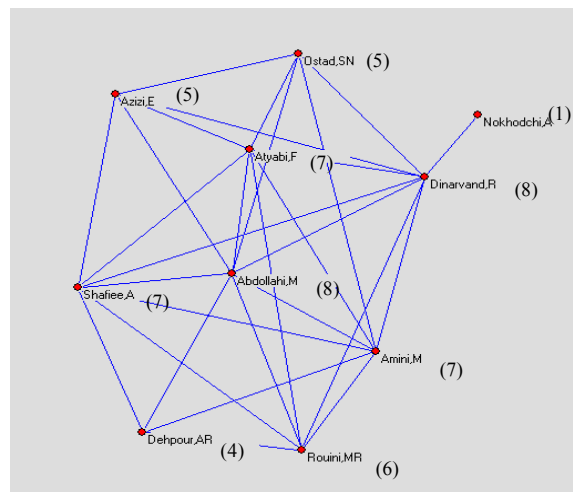 Ostad,SN (5)
Azizi,E (5)
Nokhodchi,A (1)
Atyabi,F (7)
Dinarvand,R (8)
Abdollahi,M (8)
Shafiee,A (7)
Amini,M (7)
Dehpour,AR (4)
Rouini,MR (6)